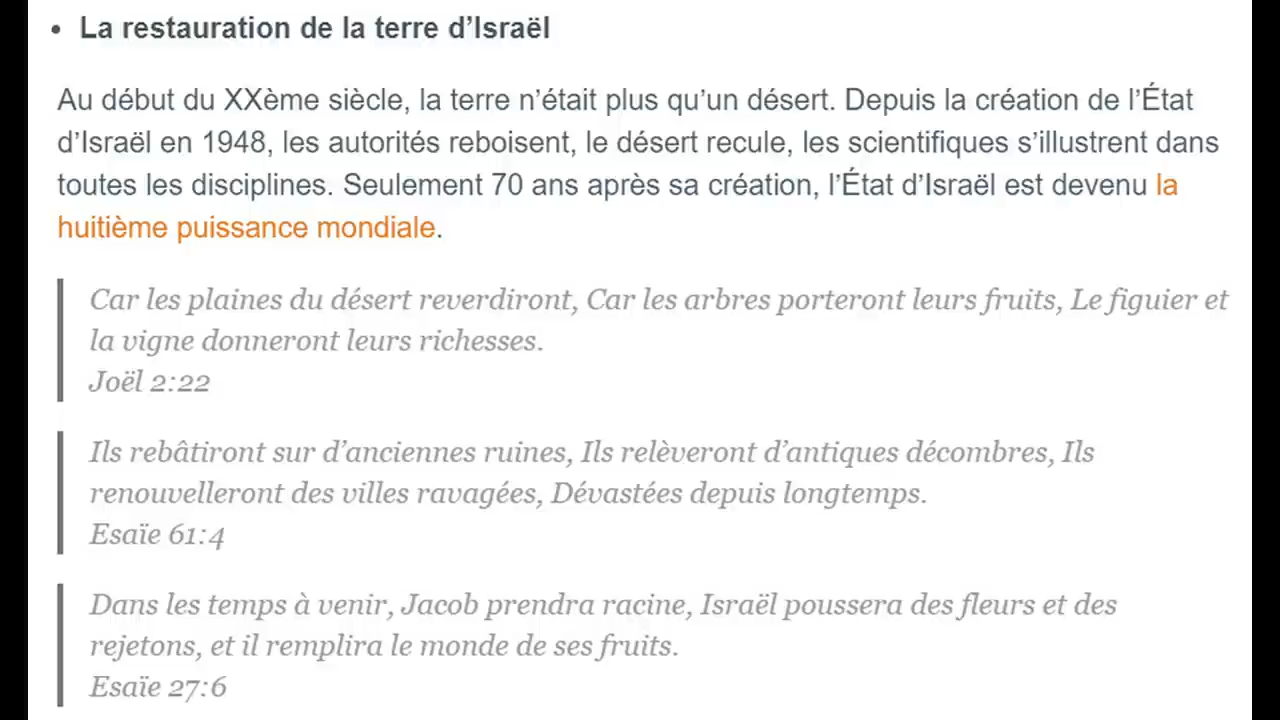 • La restauration de la terre d’Israël
Au début du XXème siècle, la terre n’était plus qu’un désert. Depuis la création de l’État
d’Israël en 1948, les autorités reboisent, le désert recule, les scientifiques s’illustrent dans
toutes les disciplines. Seulement 70 ans après sa création, l’État d’Israël est devenu la
huitième puissance mondiale.
Car les plaines du désert reverdiront, Car les arbres porteront leurs fruits, Le figuier et
la vigne donneront leurs richesses.
Joël 2:22
Ils rebâtiront sur d’anciennes ruines, Ils relèveront d’antiques décombres, Ils
renouvelleront des villes ravagées, Dévastées depuis longtemps.
Esaïe 61:4
Dans les temps à venir, Jacob prendra racine, Israël poussera des fleurs et des
rejetons, et il remplira le monde de ses fruits.
Esaïe 27:6